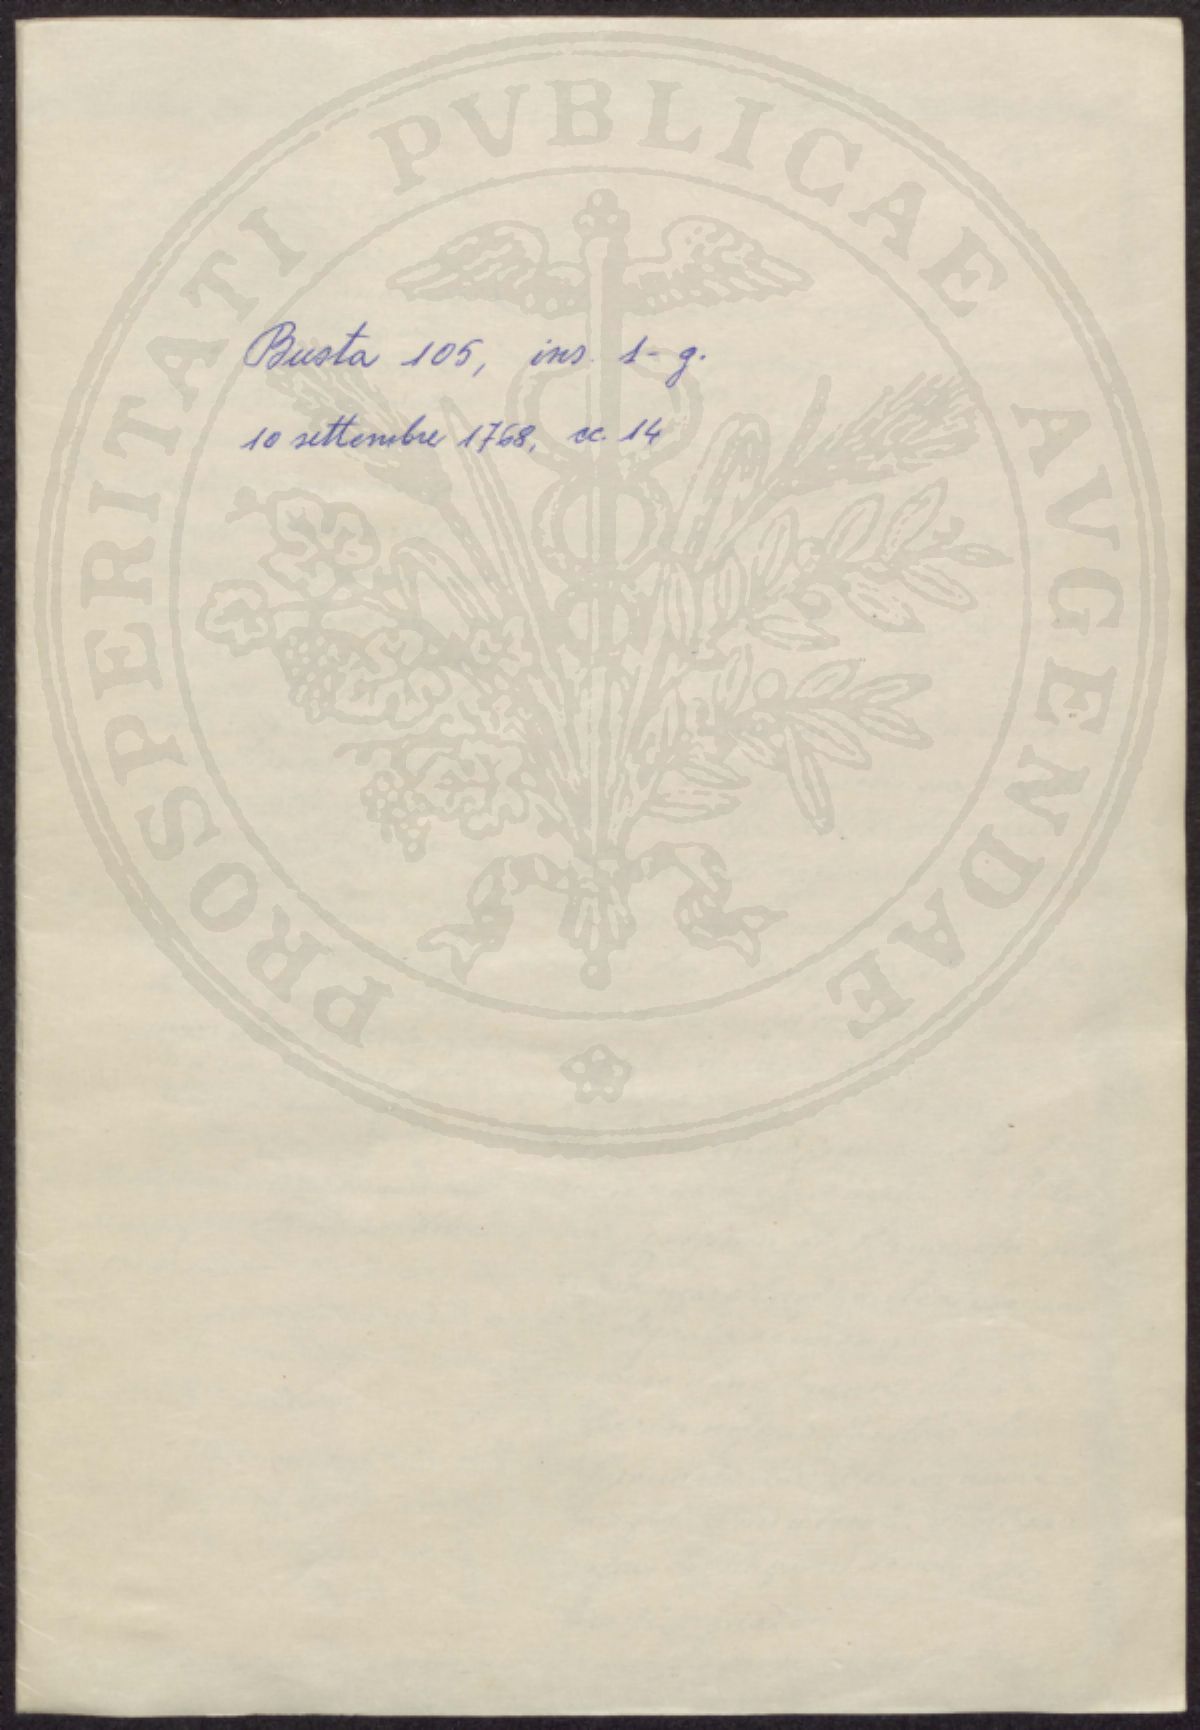 PROSPERITATI PVBLICAE AVGENDAE
Busta 105, ins. 1-g.
10 settembre 1768, cc. 14